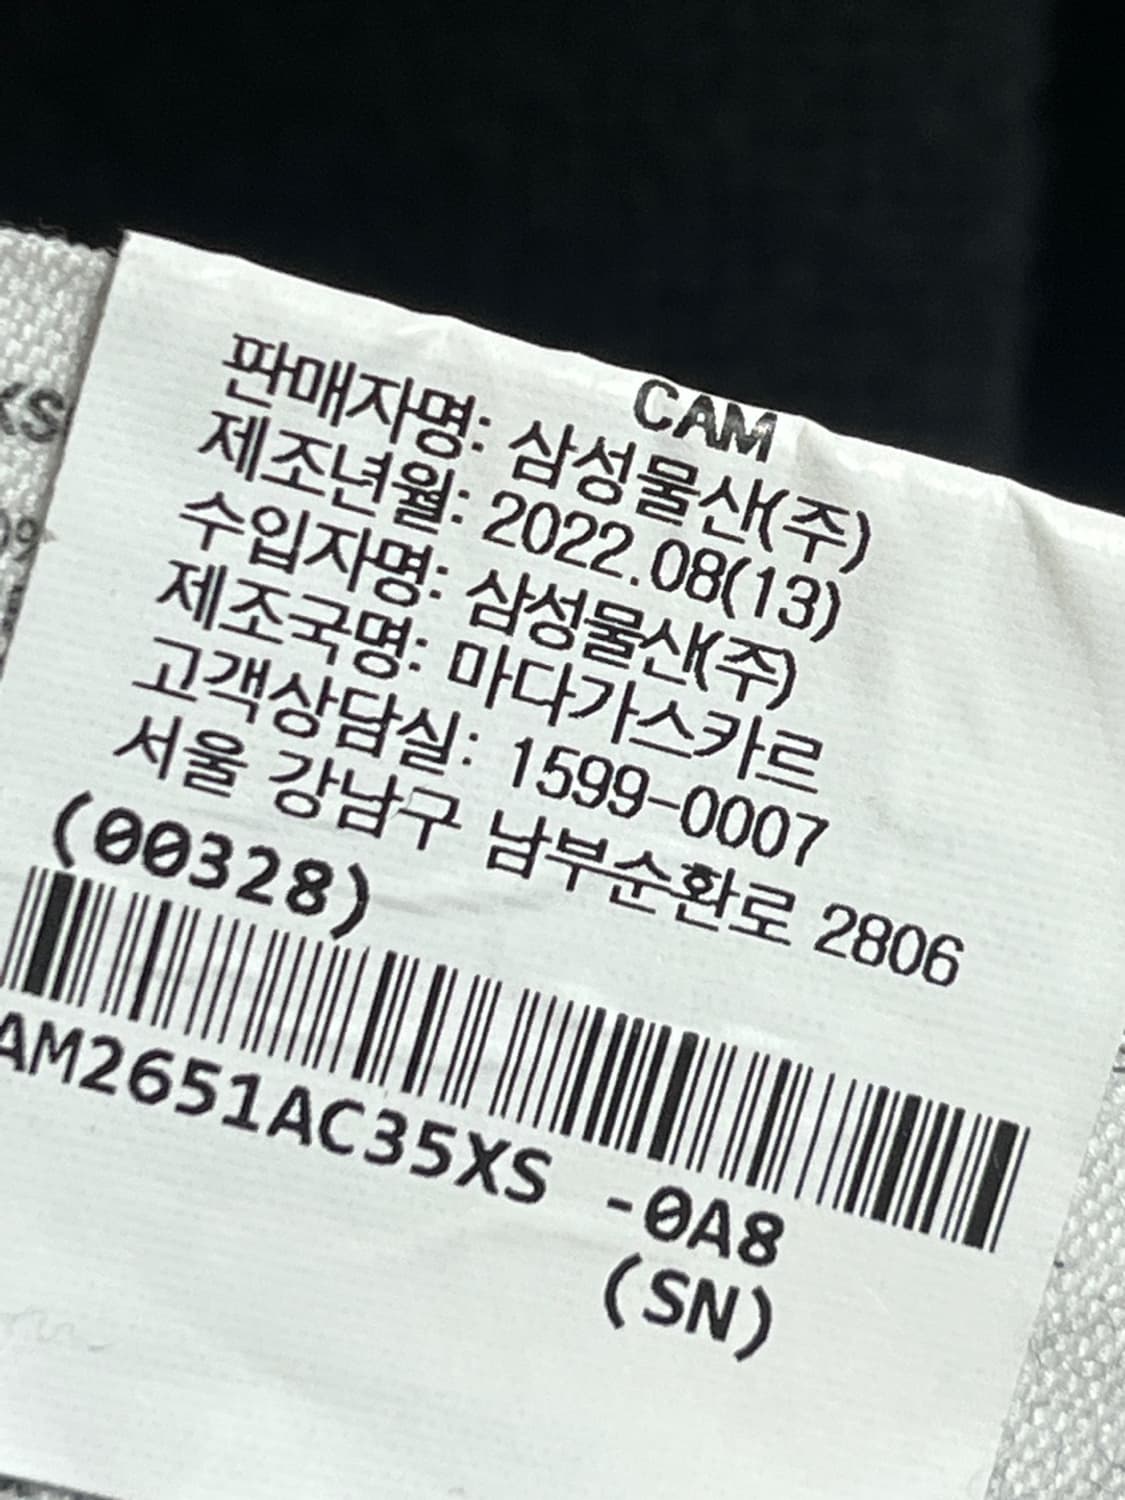 CAM
판매자명: 삼성물산(주)
제조년월: 2022.08(13)
수입자명: 삼성물산(주)
제조국명: 마다가스카르
고객상담실: 1599-0007
서울 강남구 남부순환로 2806
(00328)
AM2651AC35XS -0A8
(SN)